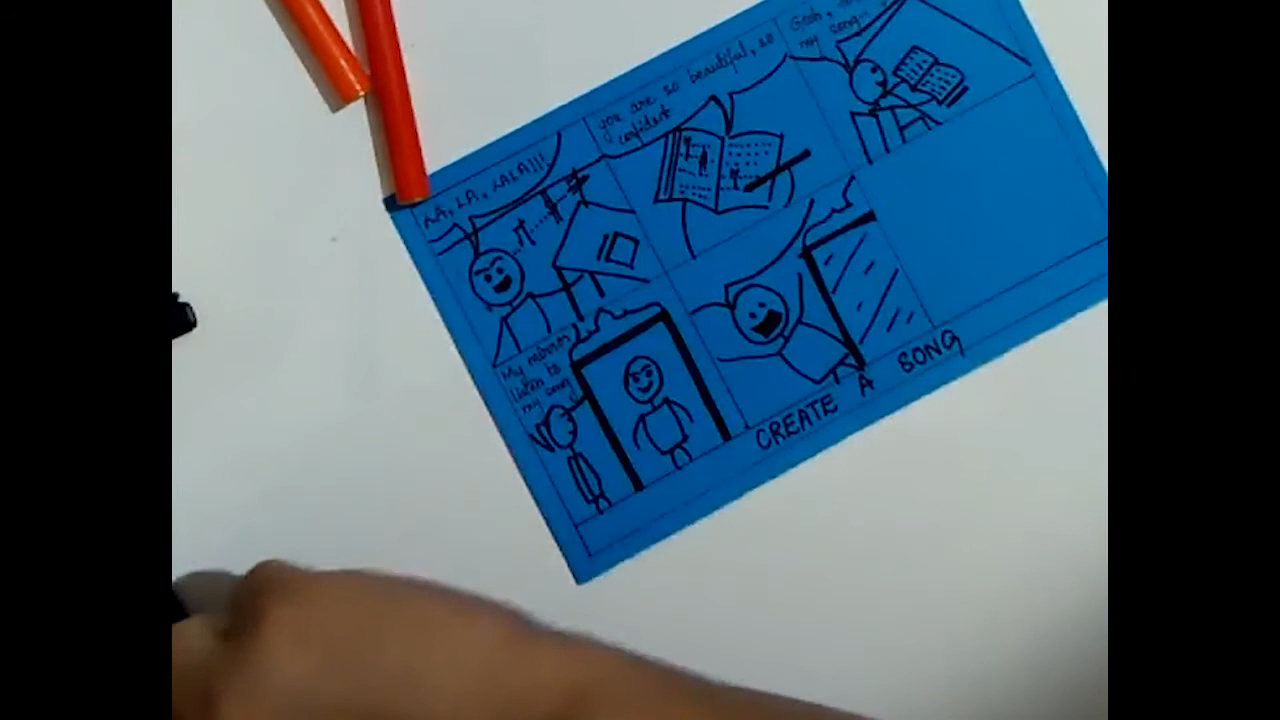 LA, LA, LALA!!!
you are so beautiful, so
confident
Gosh,
my song..
My mirror
listen to
my song
CREATE A SONG